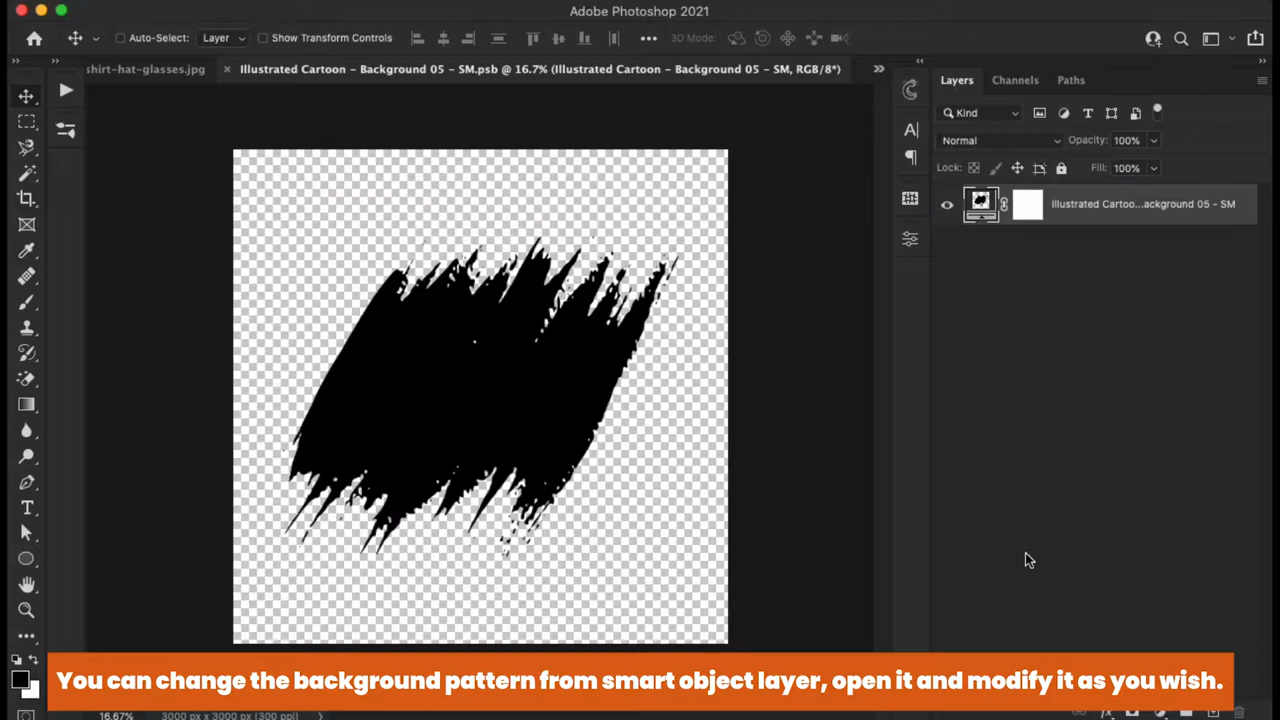 Adobe Photoshop 2021
Auto-Select: Layer Show Transform Controls 3D Mode:
shirt-hat-glasses.jpg Illustrated Cartoon – Background 05 – SM.psb @ 16.7% (Illustrated Cartoon – Background 05 – SM, RGB/8*)
Layers Channels Paths
Kind
Normal Opacity: 100%
Lock: Fill: 100%
Illustrated Cartoo...ackground 05 – SM
You can change the background pattern from smart object layer, open it and modify it as you wish.
16.67% 3000 px x 3000 px (300 ppi)